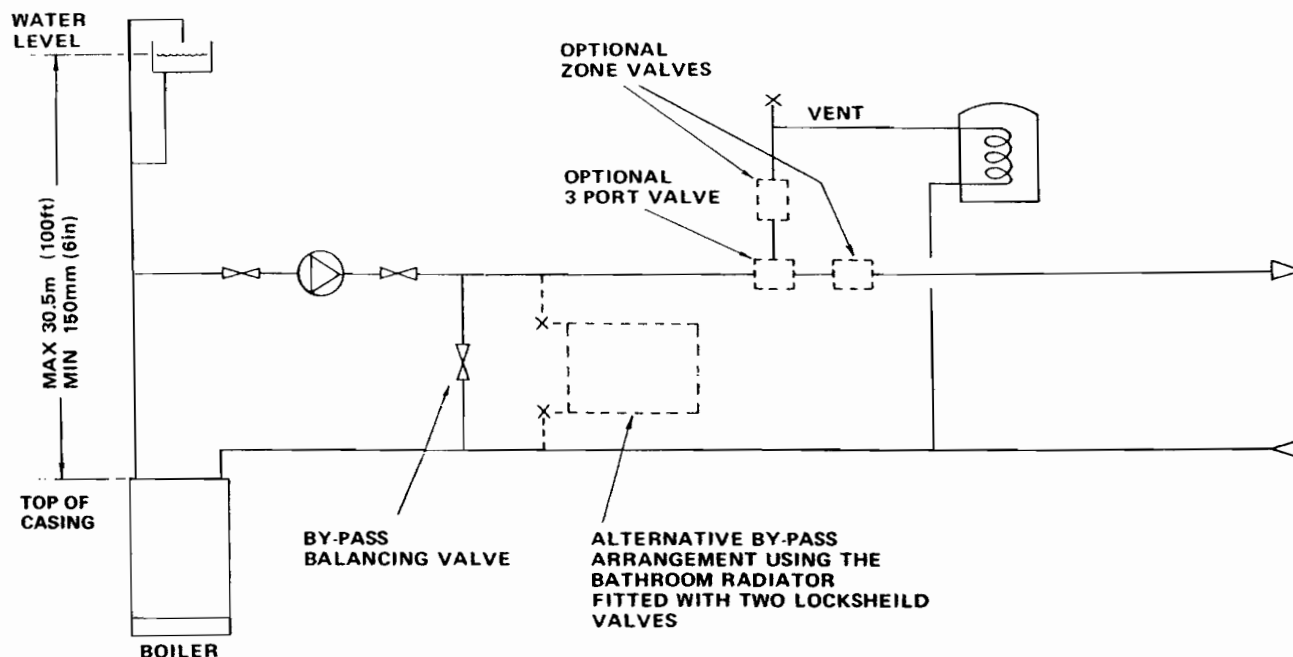 WATER
LEVEL
OPTIONAL
ZONE VALVES
VENT
OPTIONAL
3 PORT VALVE
MAX 30.5m (100ft)
MIN 150mm (6in)
TOP OF
CASING
BY-PASS
BALANCING VALVE
ALTERNATIVE BY-PASS
ARRANGEMENT USING THE
BATHROOM RADIATOR
FITTED WITH TWO LOCKSHEILD
VALVES
BOILER